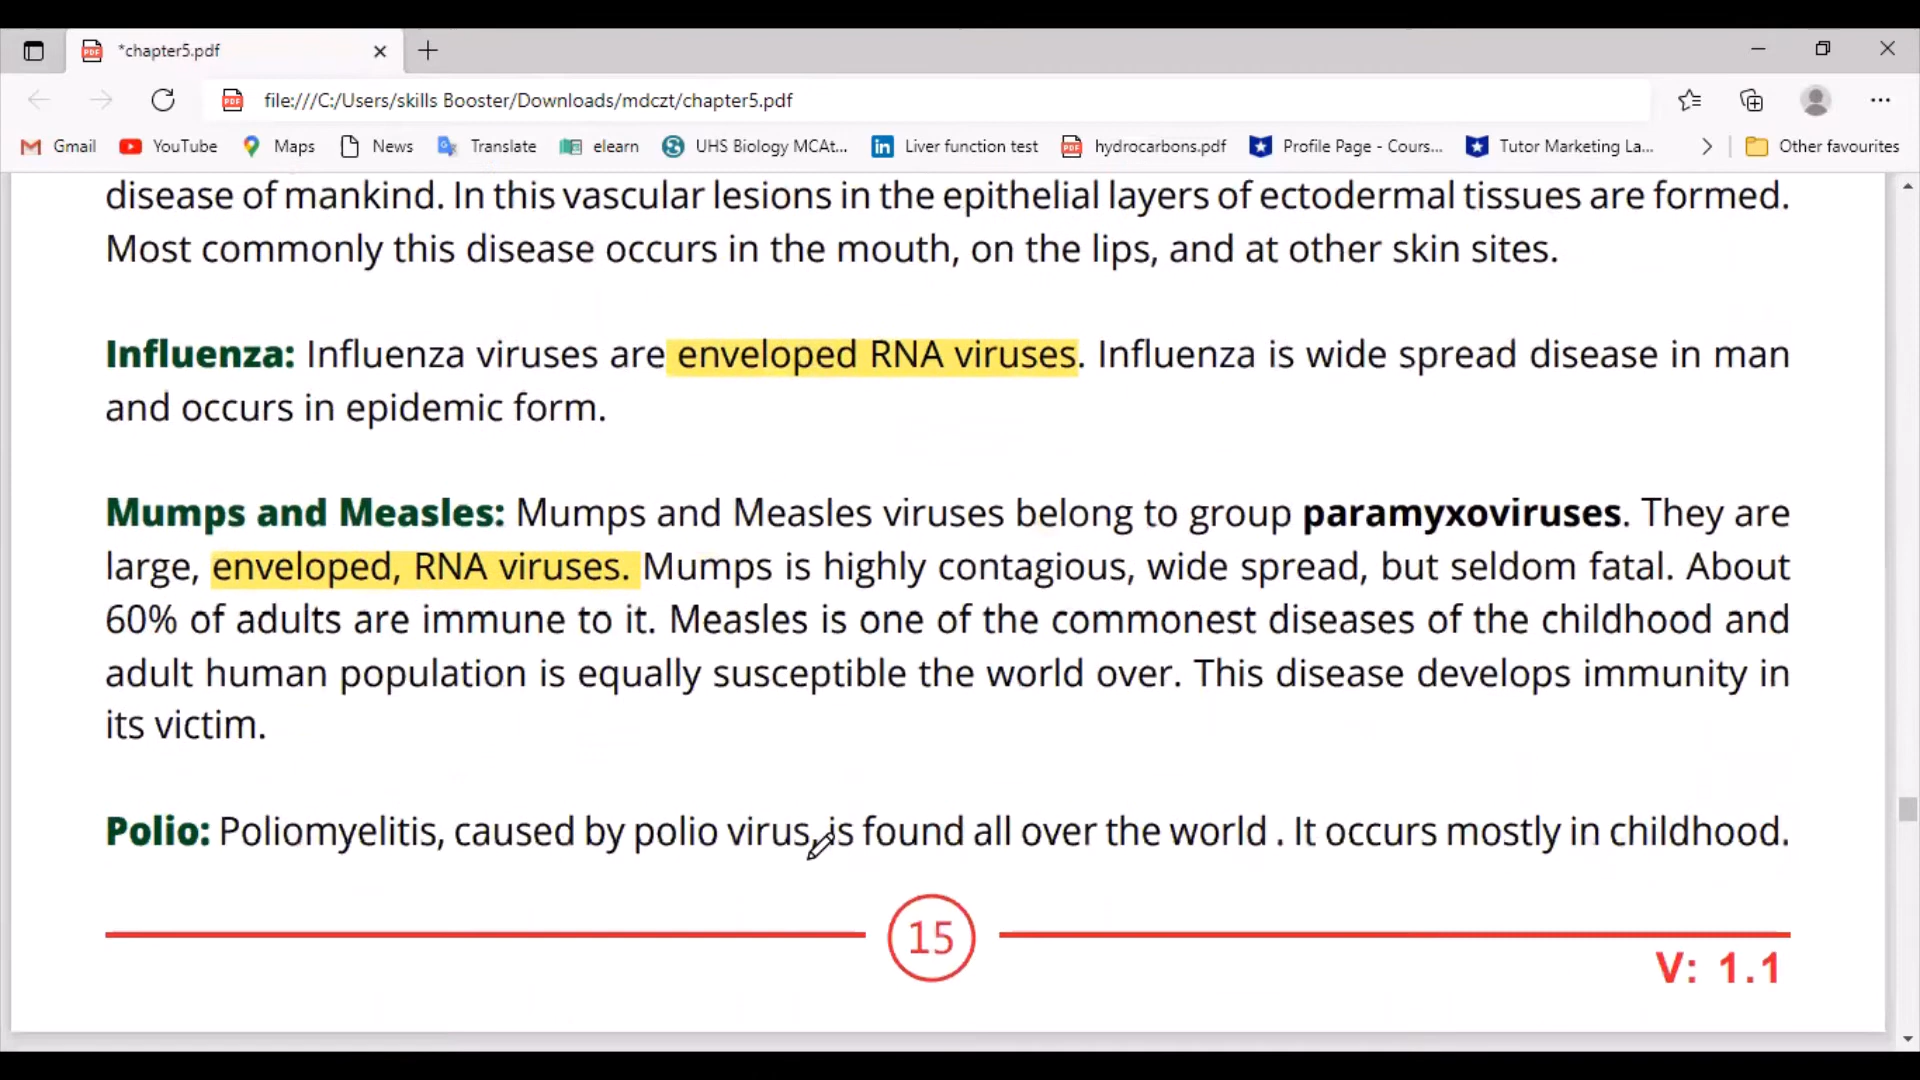 *chapter5.pdf
file:///C:/Users/skills Booster/Downloads/mdczt/chapter5.pdf
Gmail YouTube Maps News Translate elearn UHS Biology MCAt... Liver function test hydrocarbons.pdf Profile Page - Cours... Tutor Marketing La... Other favourites
disease of mankind. In this vascular lesions in the epithelial layers of ectodermal tissues are formed.
Most commonly this disease occurs in the mouth, on the lips, and at other skin sites.
Influenza: Influenza viruses are enveloped RNA viruses. Influenza is wide spread disease in man
and occurs in epidemic form.
Mumps and Measles: Mumps and Measles viruses belong to group paramyxoviruses. They are
large, enveloped, RNA viruses. Mumps is highly contagious, wide spread, but seldom fatal. About
60% of adults are immune to it. Measles is one of the commonest diseases of the childhood and
adult human population is equally susceptible the world over. This disease develops immunity in
its victim.
Polio: Poliomyelitis, caused by polio virus, is found all over the world . It occurs mostly in childhood.
15
V: 1.1